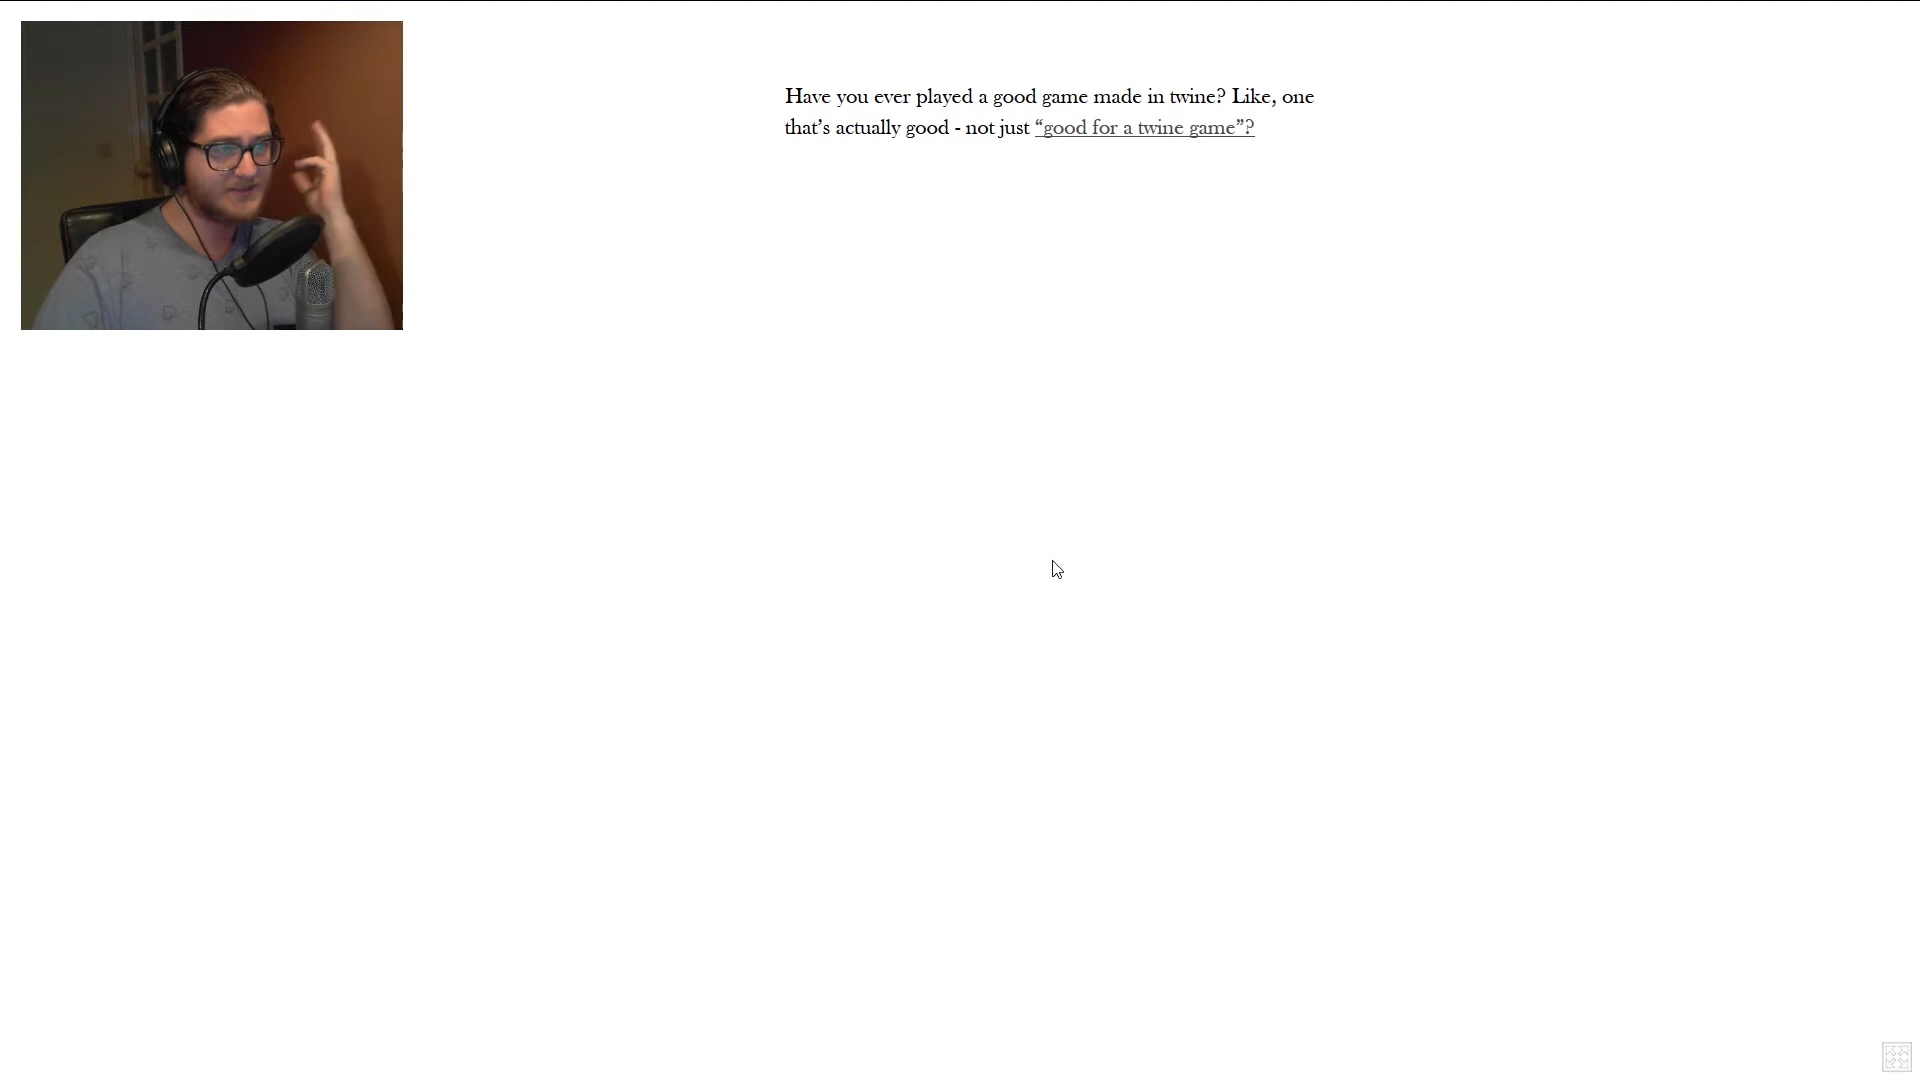 Have you ever played a good game made in twine? Like, one
that’s actually good - not just “good for a twine game”?